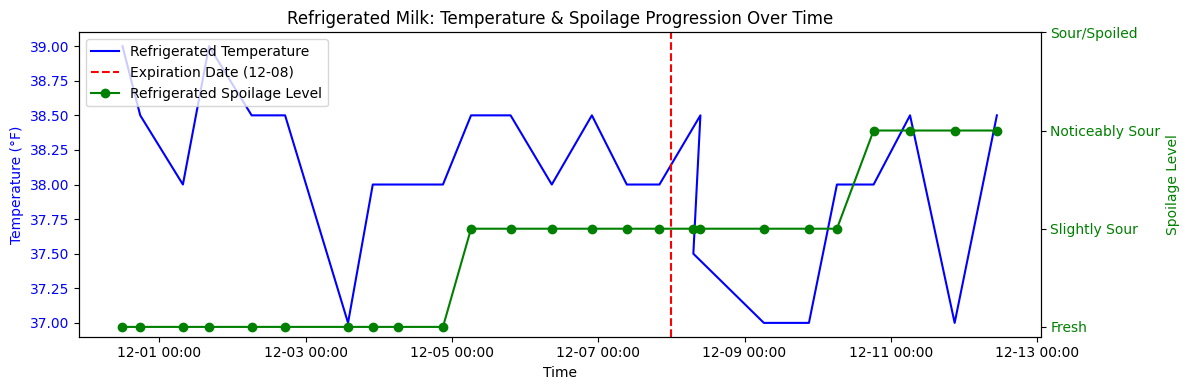 Refrigerated Milk: Temperature & Spoilage Progression Over Time
Refrigerated Temperature
Expiration Date (12-08)
Refrigerated Spoilage Level
Temperature (°F)
39.00
38.75
38.50
38.25
38.00
37.75
37.50
37.25
37.00
12-01 00:00
12-03 00:00
12-05 00:00
12-07 00:00
12-09 00:00
12-11 00:00
12-13 00:00
Time
Sour/Spoiled
Noticeably Sour
Slightly Sour
Fresh
Spoilage Level